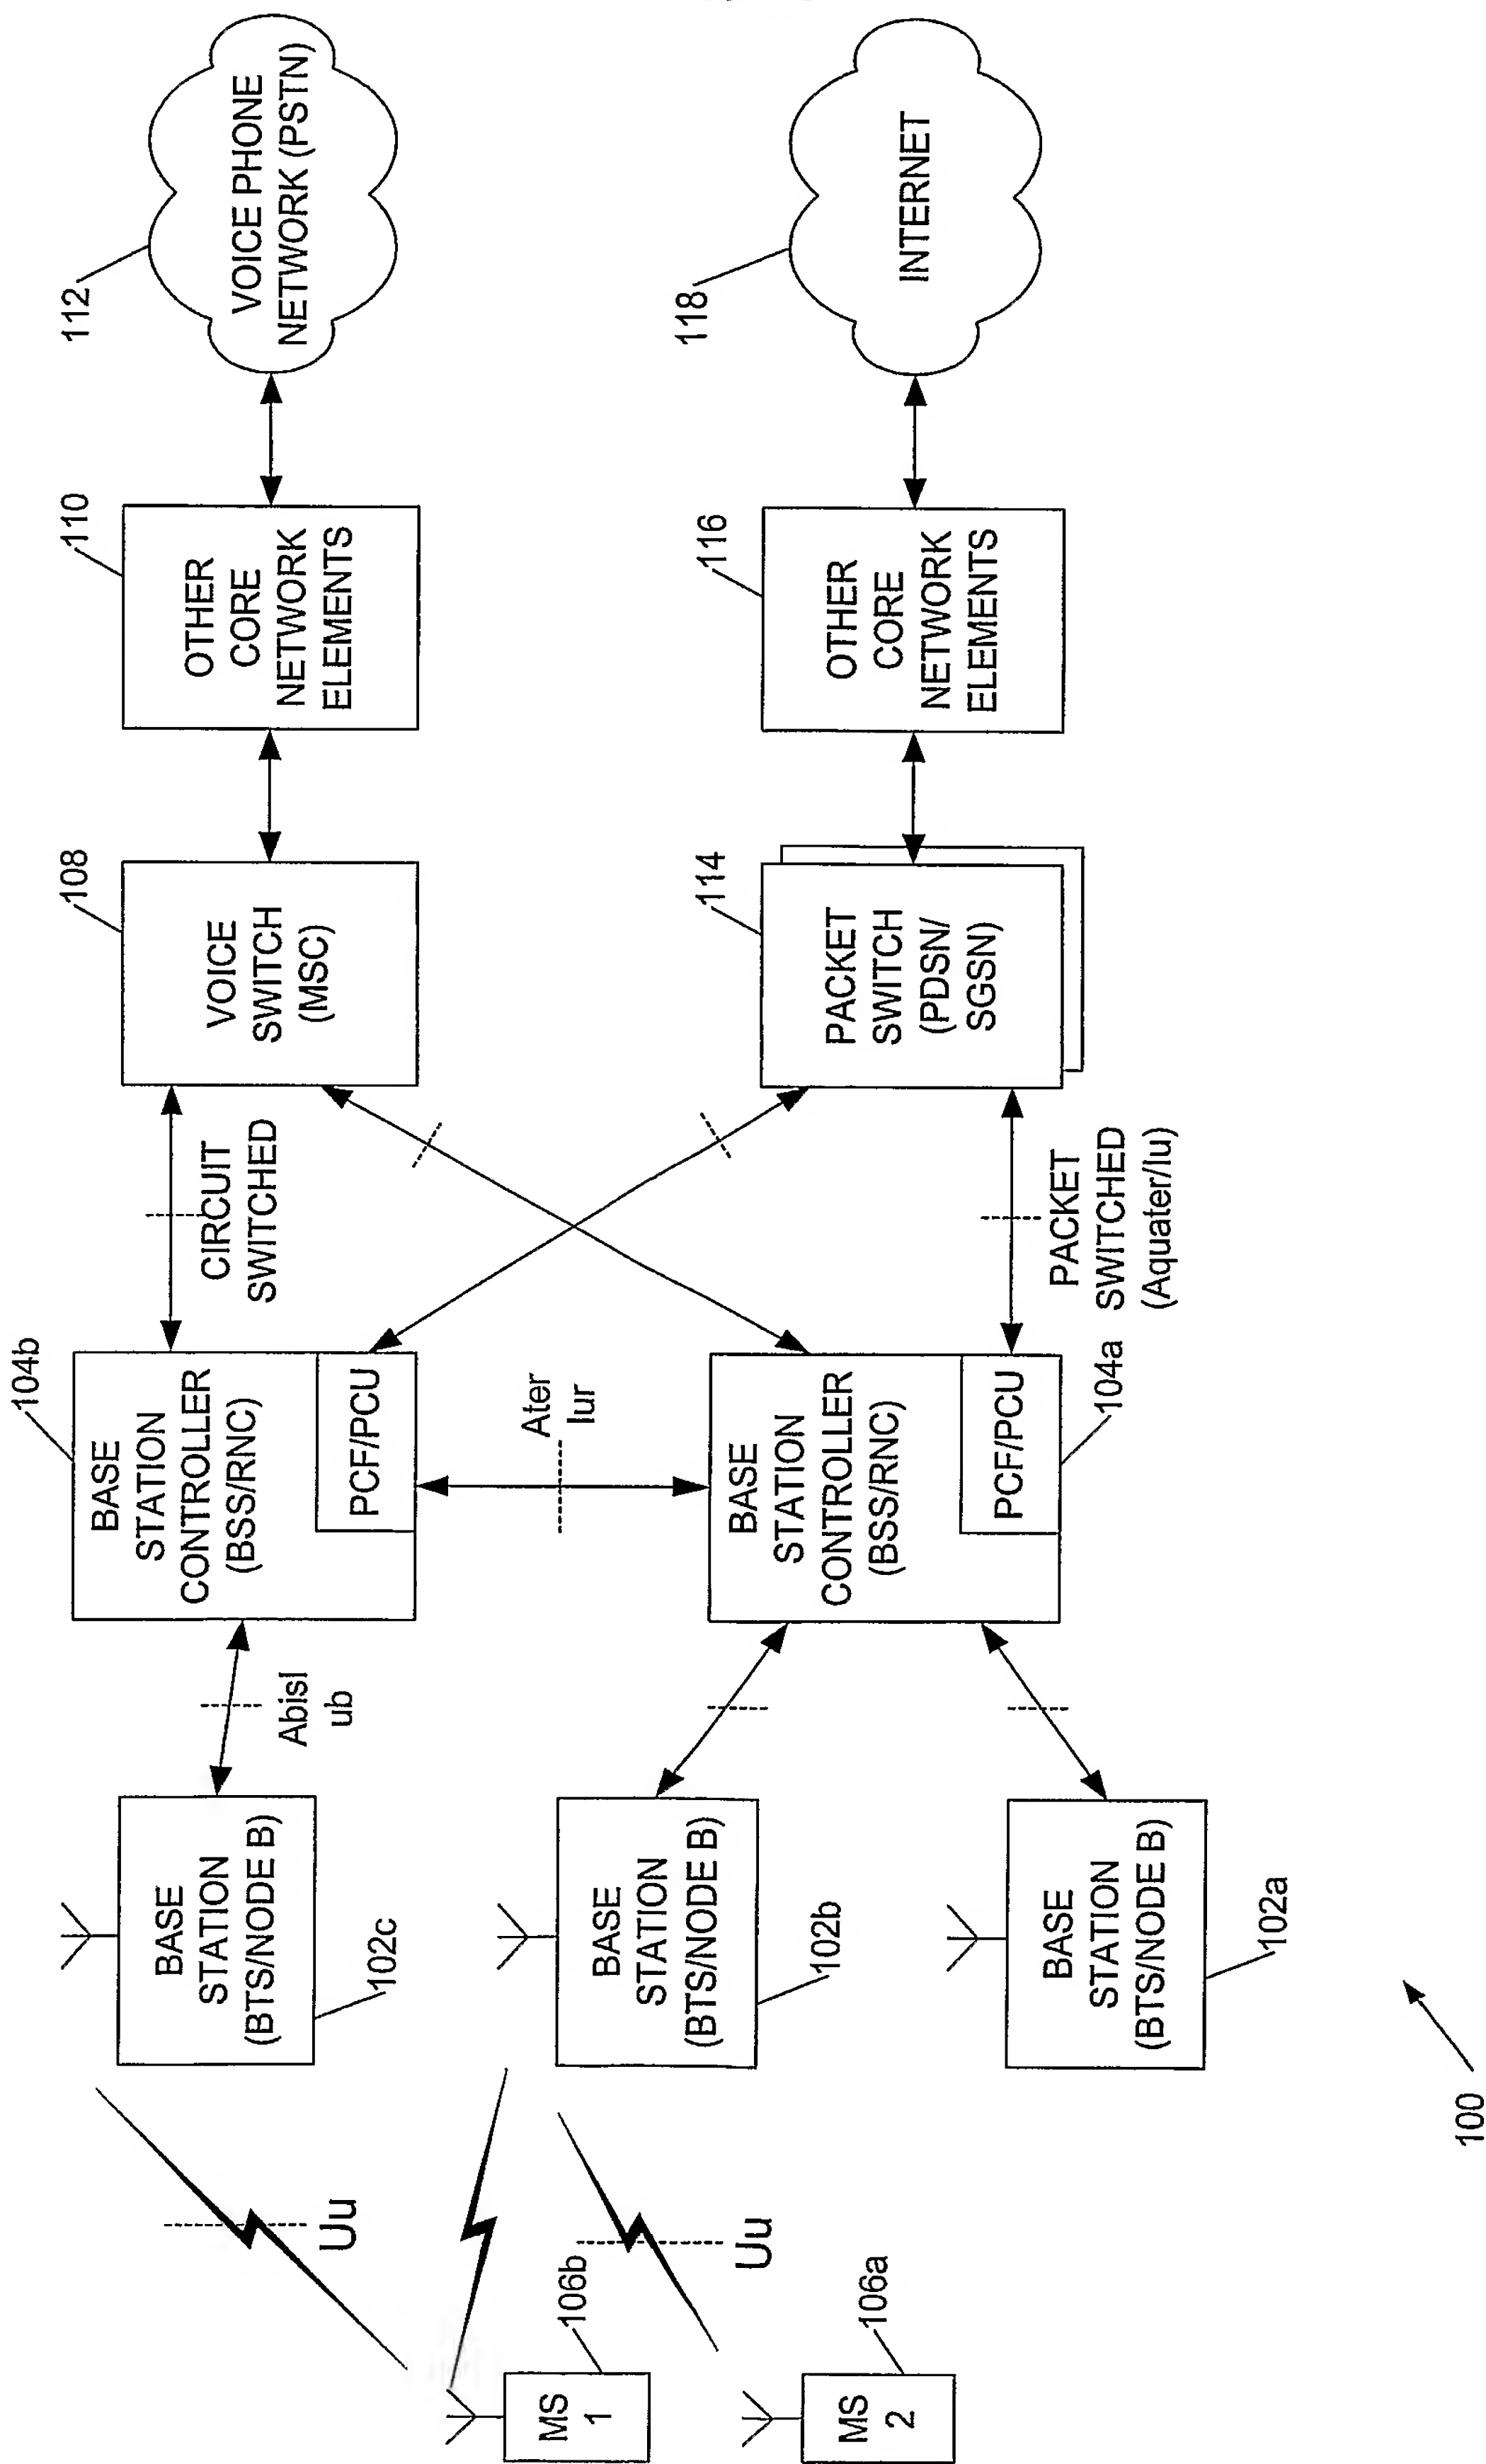 112
VOICE PHONE
NETWORK (PSTN)
118
INTERNET
110
OTHER
CORE
NETWORK
ELEMENTS
116
OTHER
CORE
NETWORK
ELEMENTS
108
VOICE
SWITCH
(MSC)
114
PACKET
SWITCH
(PDSN/
SGSN)
CIRCUIT
SWITCHED
PACKET
SWITCHED
(Aquater/Iu)
104b
BASE
STATION
CONTROLLER
(BSS/RNC)
PCF/PCU
Ater
Iur
BASE
STATION
CONTROLLER
(BSS/RNC)
PCF/PCU
104a
AbisI
ub
BASE
STATION
(BTS/NODE B)
102c
BASE
STATION
(BTS/NODE B)
102b
BASE
STATION
(BTS/NODE B)
102a
Uu
Uu
MS
1
106b
MS
2
106a
100